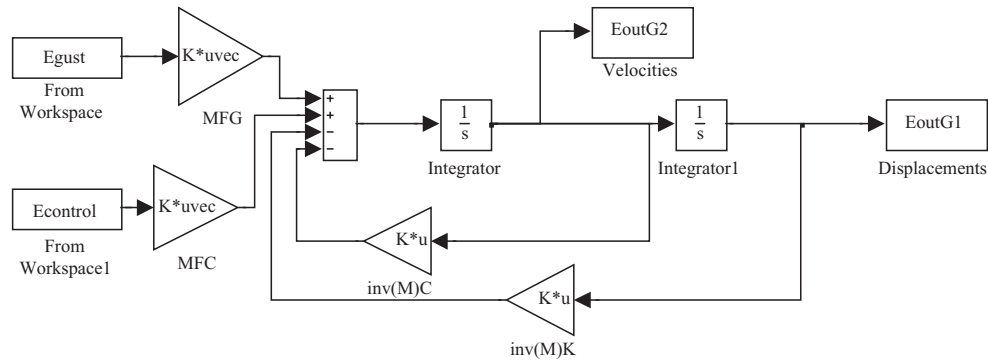 EoutG2
Velocities
Egust
From
Workspace
K*uvec
MFG
+
+
−
−
1
s
Integrator
1
s
Integrator1
EoutG1
Displacements
Econtrol
From
Workspace1
K*uvec
MFC
K*u
inv(M)C
K*u
inv(M)K